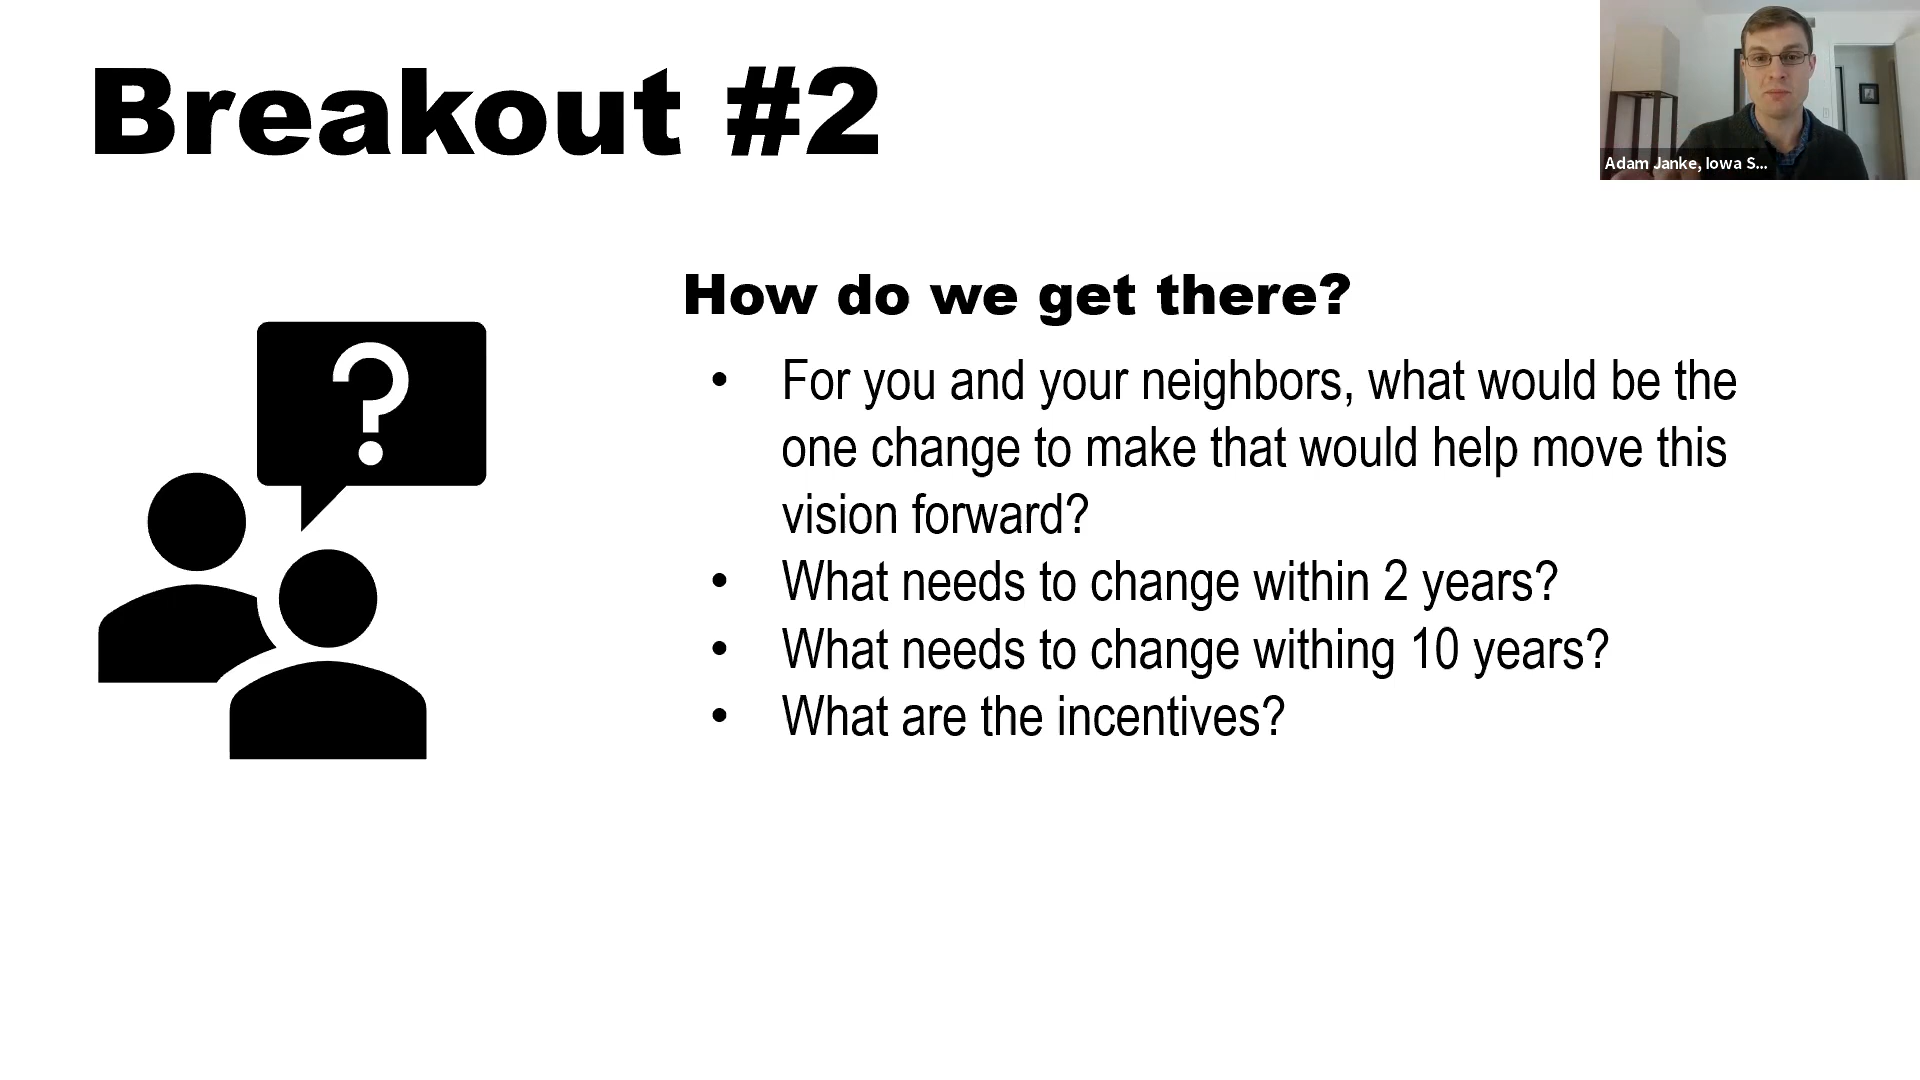 Breakout #2
Adam Janke, Iowa S...
How do we get there?
• For you and your neighbors, what would be the
one change to make that would help move this
vision forward?
• What needs to change within 2 years?
• What needs to change withing 10 years?
• What are the incentives?
?